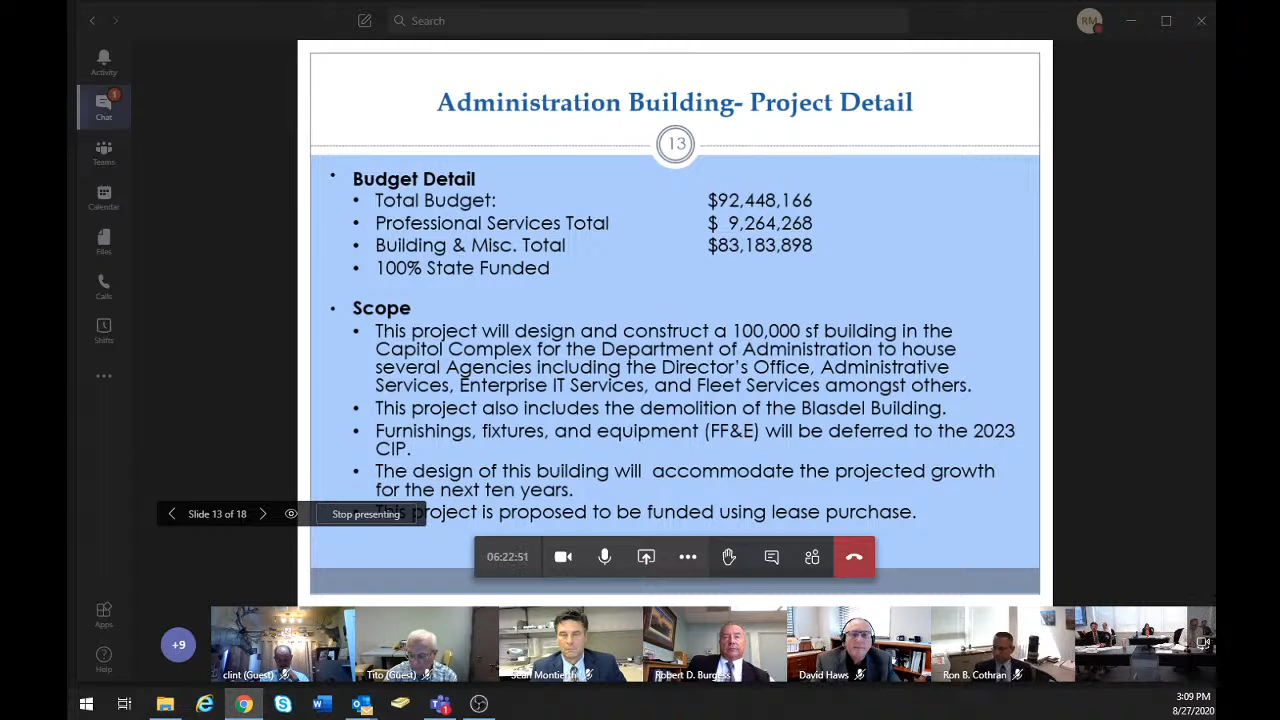 Search
RM
Activity
1
Chat
Teams
Calendar
Files
Calls
Shifts
Apps
Help
Administration Building- Project Detail
13
• Budget Detail
• Total Budget: $92,448,166
• Professional Services Total $ 9,264,268
• Building & Misc. Total $83,183,898
• 100% State Funded
• Scope
• This project will design and construct a 100,000 sf building in the
Capitol Complex for the Department of Administration to house
several Agencies including the Director's Office, Administrative
Services, Enterprise IT Services, and Fleet Services amongst others.
• This project also includes the demolition of the Blasdel Building.
• Furnishings, fixtures, and equipment (FF&E) will be deferred to the 2023
CIP.
• The design of this building will accommodate the projected growth
for the next ten years.
• This project is proposed to be funded using lease purchase.
Slide 13 of 18
Stop presenting
06:22:51
+9
clint (Guest)
Tito (Guest)
Sean Montierth
Robert D. Burgess
David Haws
Ron B. Cothran
3:09 PM
8/27/2020